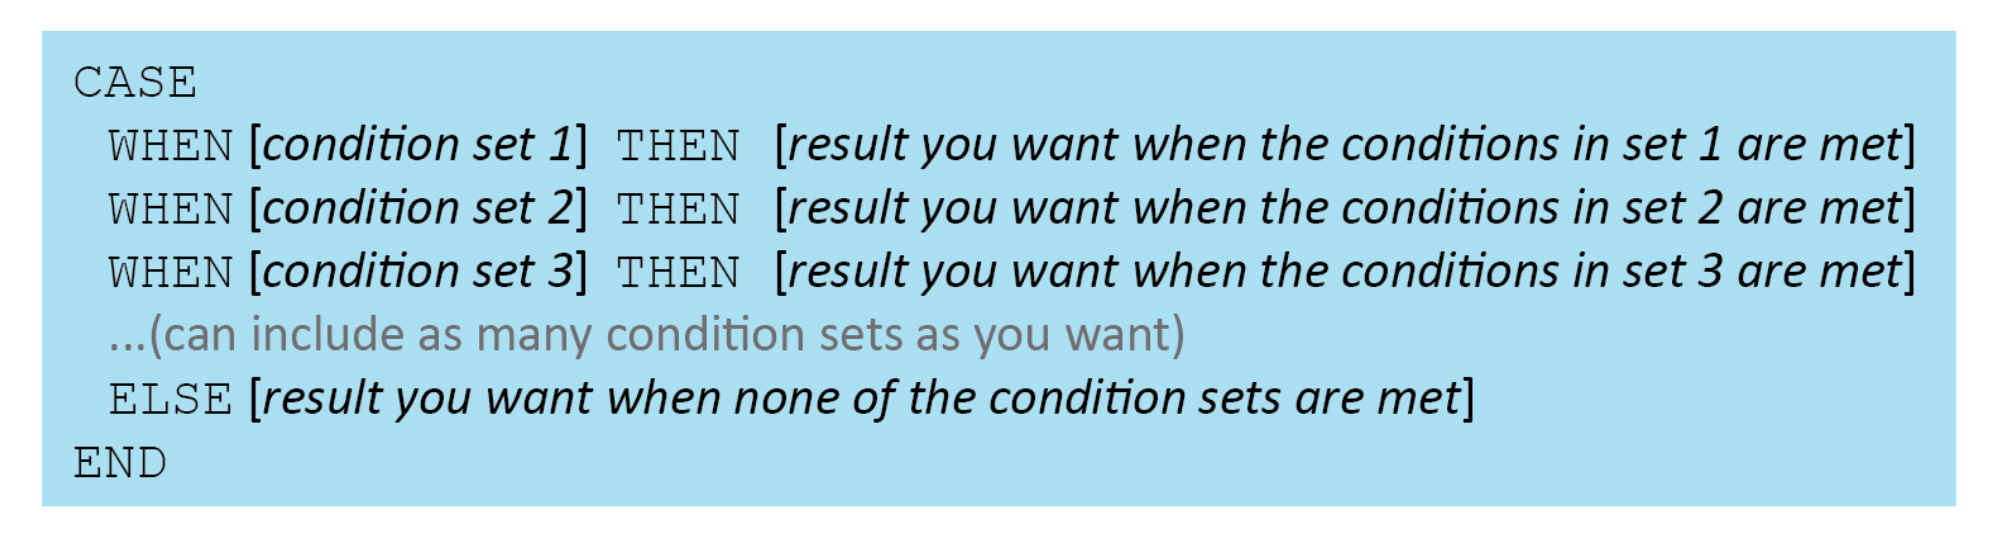 CASE
WHEN [condition set 1] THEN [result you want when the conditions in set 1 are met]
WHEN [condition set 2] THEN [result you want when the conditions in set 2 are met]
WHEN [condition set 3] THEN [result you want when the conditions in set 3 are met]
...(can include as many condition sets as you want)
ELSE [result you want when none of the condition sets are met]
END